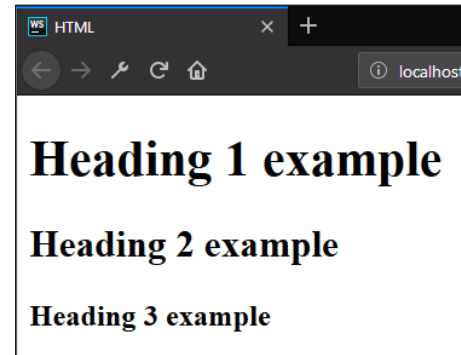 WS HTML
localhost
Heading 1 example
Heading 2 example
Heading 3 example